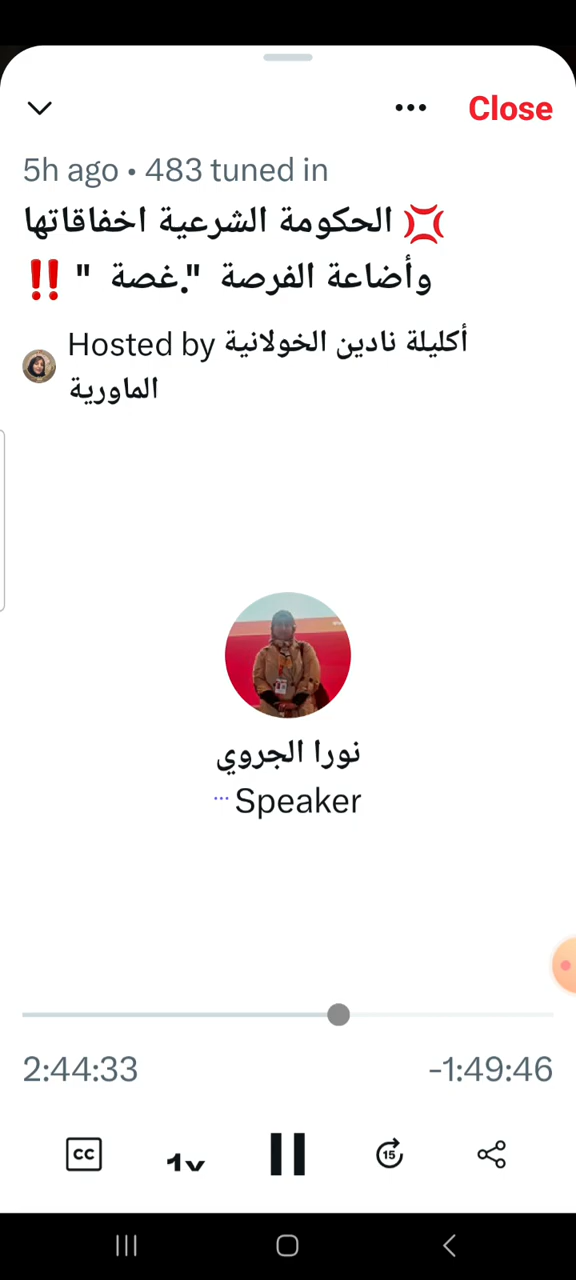 Close
5h ago • 483 tuned in
💢 الحكومة الشرعية اخفاقاتها
وأضاعة الفرصة ".غصة " ‼️
Hosted by أكليلة نادين الخولانية
الماورية
نورا الجروي
Speaker
2:44:33
-1:49:46
CC
1x
15